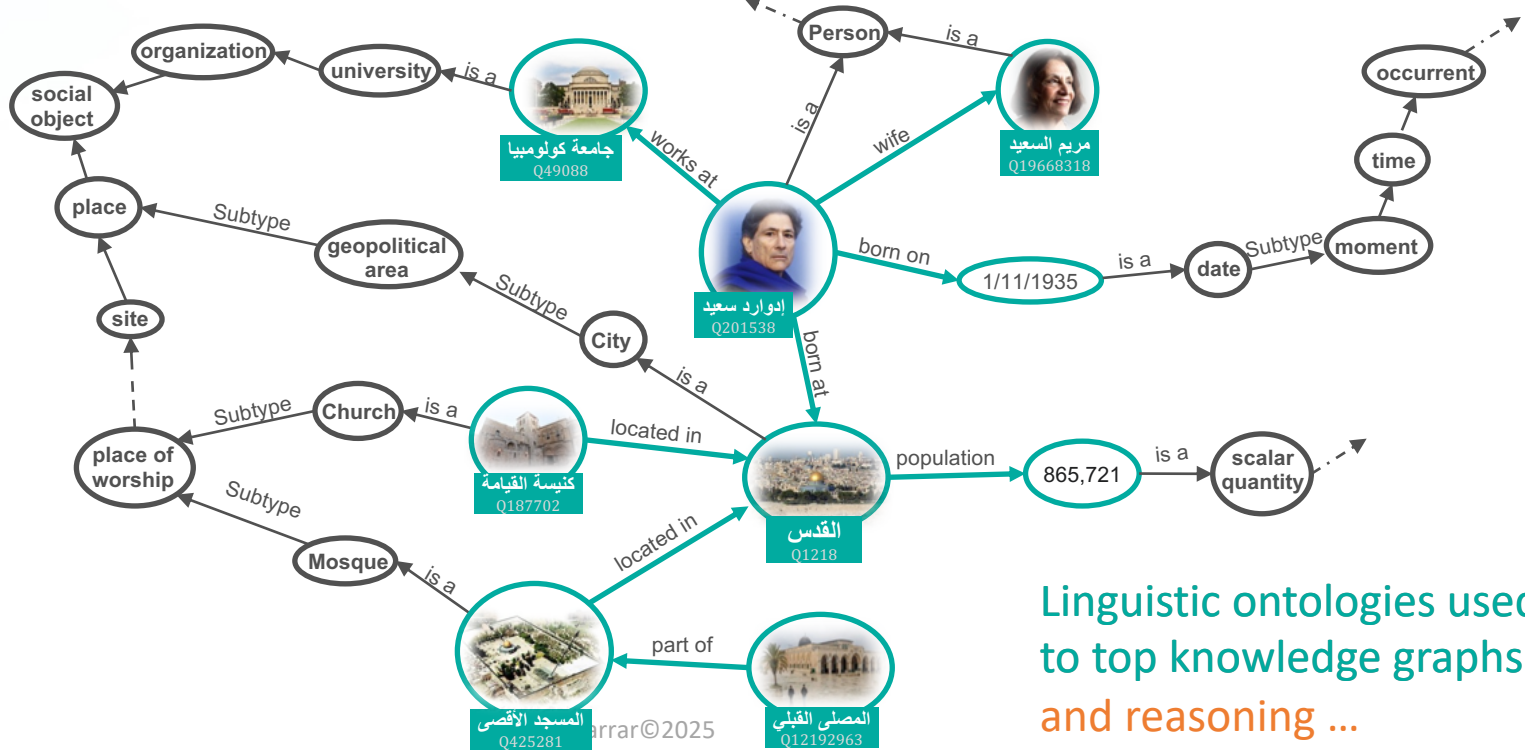 Person
is a
organization
university
is a
social
object
occurrent
جامعة كولومبيا
Q49088
works at
is a
wife
مريم السعيد
Q19668318
time
place
Subtype
geopolitical
area
إدوارد سعيد
Q201538
born on
1/11/1935
is a
date
Subtype
moment
site
Subtype
City
is a
born at
Subtype
Church
is a
كنيسة القيامة
Q187702
located in
القدس
Q1218
population
865,721
is a
scalar
quantity
place of
worship
Subtype
Mosque
is a
located in
المسجد الأقصى
Q425281
part of
المصلى القبلي
Q12192963
arrar©2025
Linguistic ontologies used
to top knowledge graphs
and reasoning ...